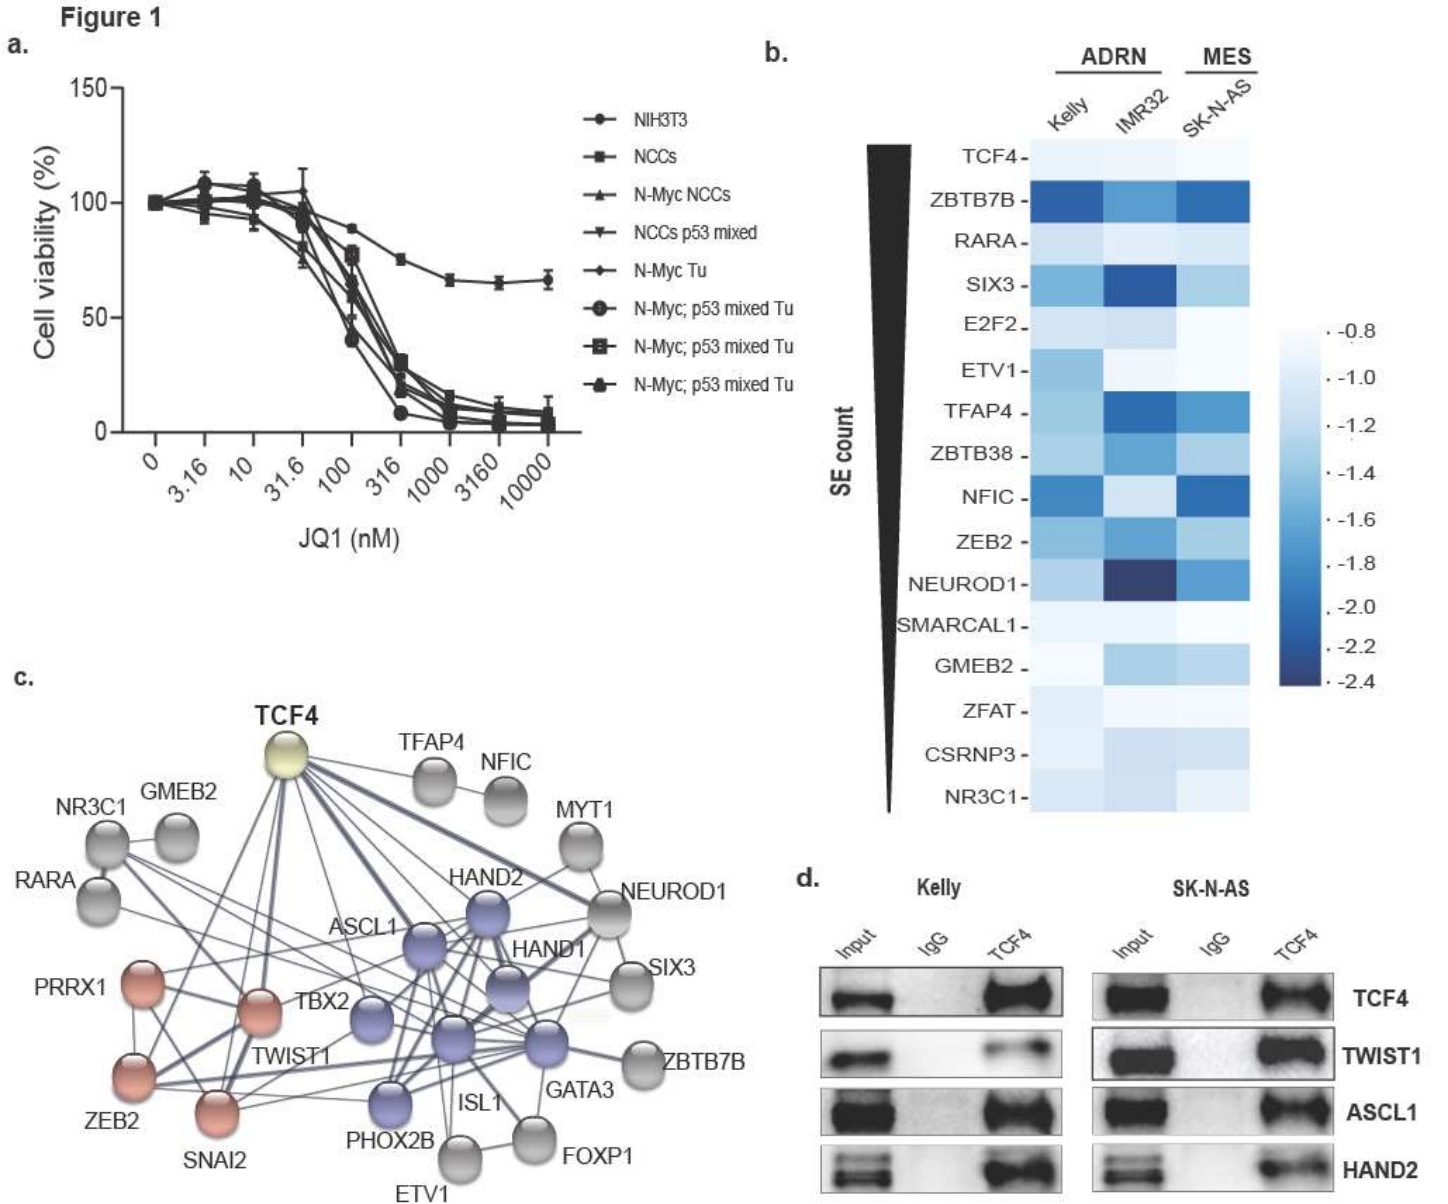 Figure 1
a.
150
100
50
0
Cell viability (%)
0
3.16
10
31.6
100
316
1000
3160
10000
JQ1 (nM)
NIH3T3
NCCs
N-Myc NCCs
NCCs p53 mixed
N-Myc Tu
N-Myc; p53 mixed Tu
N-Myc; p53 mixed Tu
N-Myc; p53 mixed Tu
b.
ADRN
MES
Kelly
IMR32
SK-N-AS
SE count
TCF4
ZBTB7B
RARA
SIX3
E2F2
ETV1
TFAP4
ZBTB38
NFIC
ZEB2
NEUROD1
SMARCAL1
GMEB2
ZFAT
CSRNP3
NR3C1
-0.8
-1.0
-1.2
-1.4
-1.6
-1.8
-2.0
-2.2
-2.4
c.
TCF4
TFAP4
NFIC
GMEB2
NR3C1
MYT1
RARA
HAND2
NEUROD1
ASCL1
HAND1
PRRX1
TBX2
SIX3
TWIST1
ZBTB7B
GATA3
ZEB2
ISL1
PHOX2B
SNAI2
FOXP1
ETV1
d.
Kelly
SK-N-AS
Input
IgG
TCF4
Input
IgG
TCF4
TCF4
TWIST1
ASCL1
HAND2